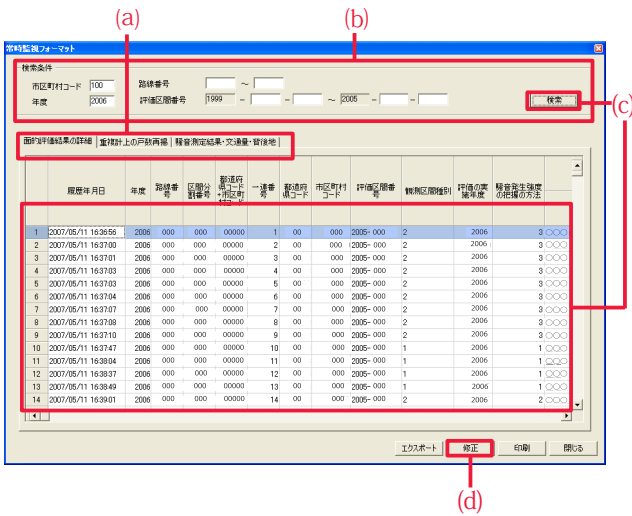 (a)
(b)
常時監視フォーマット
検索条件
市区町村コード 100 路線番号 ～
年度 2006 評価区間番号 1999 - - ～ 2005 - - 検索
(c)
面的評価結果の詳細 重複計上の戸数再掲 騒音測定結果・交通量・背後地
履歴年月日 年度 路線番号 区間分割番号 都道府県コード+市区町村コード 一連番号 都道府県コード 市区町村コード 評価区間番号 観測区間種別 評価の実施年度 騒音発生強度の把握の方法
1 2007/05/11 16:36:56 2006 000 000 00000 1 00 000 2005-000 2 2006 3 ○○○
2 2007/05/11 16:37:00 2006 000 000 00000 2 00 000 2005-000 2 2006 3 ○○○
3 2007/05/11 16:37:01 2006 000 000 00000 3 00 000 2005-000 2 2006 3 ○○○
4 2007/05/11 16:37:03 2006 000 000 00000 4 00 000 2005-000 2 2006 3 ○○○
5 2007/05/11 16:37:03 2006 000 000 00000 5 00 000 2005-000 2 2006 3 ○○○
6 2007/05/11 16:37:04 2006 000 000 00000 6 00 000 2005-000 2 2006 3 ○○○
7 2007/05/11 16:37:07 2006 000 000 00000 7 00 000 2005-000 2 2006 3 ○○○
8 2007/05/11 16:37:08 2006 000 000 00000 8 00 000 2005-000 2 2006 3 ○○○
9 2007/05/11 16:37:10 2006 000 000 00000 9 00 000 2005-000 2 2006 3 ○○○
10 2007/05/11 16:37:47 2006 000 000 00000 10 00 000 2005-000 1 2006 1 ○○○
11 2007/05/11 16:38:04 2006 000 000 00000 11 00 000 2005-000 1 2006 1 ○○○
12 2007/05/11 16:38:37 2006 000 000 00000 12 00 000 2005-000 1 2006 1 ○○○
13 2007/05/11 16:38:49 2006 000 000 00000 13 00 000 2005-000 1 2006 1 ○○○
14 2007/05/11 16:39:01 2006 000 000 00000 14 00 000 2005-000 2 2006 2 ○○○
エクスポート 修正 印刷 閉じる
(d)